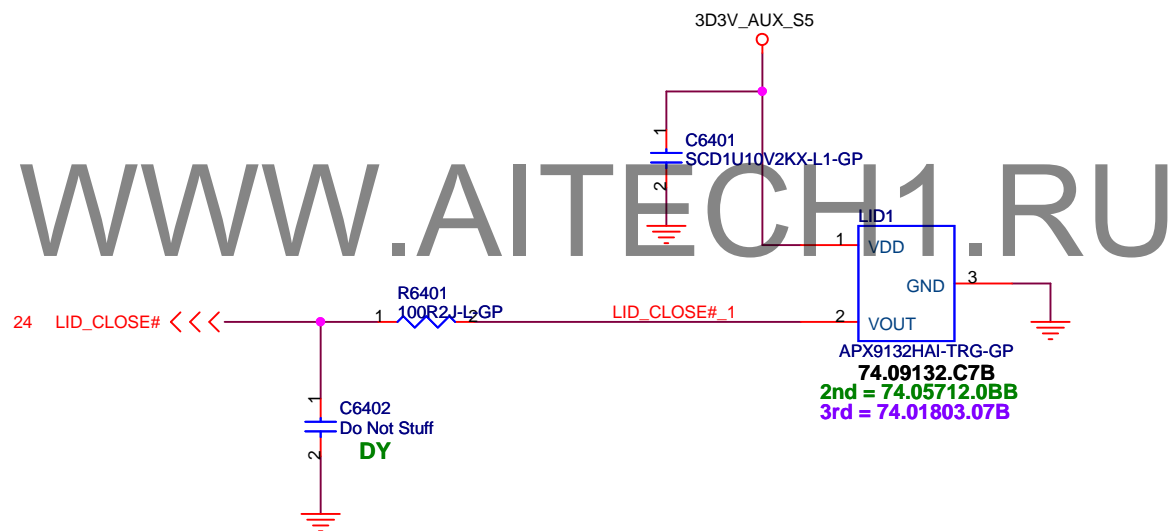 3D3V_AUX_S5
1
C6401
SCD1U10V2KX-L1-GP
2
WWW.AITECH1.RU
LID1
1
VDD
GND
3
R6401
24
LID_CLOSE#
1
100R2J-L-GP
2
LID_CLOSE#_1
2
VOUT
APX9132HAI-TRG-GP
74.09132.C7B
2nd = 74.05712.0BB
3rd = 74.01803.07B
1
C6402
Do Not Stuff
2
DY